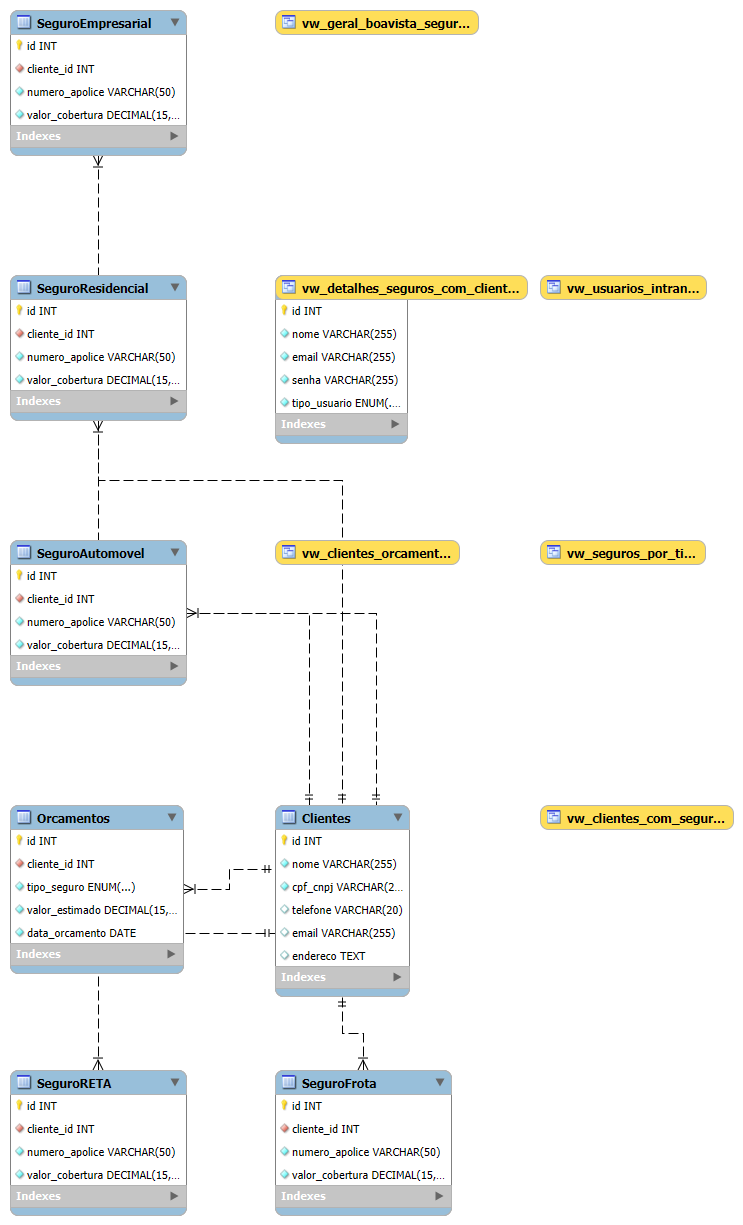 SeguroEmpresarial
id INT
cliente_id INT
numero_apolice VARCHAR(50)
valor_cobertura DECIMAL(15,...
Indexes
vw_geral_boavista_segur...
SeguroResidencial
id INT
cliente_id INT
numero_apolice VARCHAR(50)
valor_cobertura DECIMAL(15,...
Indexes
vw_detalhes_seguros_com_client...
id INT
nome VARCHAR(255)
email VARCHAR(255)
senha VARCHAR(255)
tipo_usuario ENUM(....
Indexes
vw_usuarios_intran...
SeguroAutomovel
id INT
cliente_id INT
numero_apolice VARCHAR(50)
valor_cobertura DECIMAL(15,...
Indexes
vw_clientes_orcament...
vw_seguros_por_ti...
Orcamentos
id INT
cliente_id INT
tipo_seguro ENUM(...)
valor_estimado DECIMAL(15,...
data_orcamento DATE
Indexes
Clientes
id INT
nome VARCHAR(255)
cpf_cnpj VARCHAR(2...
telefone VARCHAR(20)
email VARCHAR(255)
endereco TEXT
Indexes
vw_clientes_com_segur...
SeguroRETA
id INT
cliente_id INT
numero_apolice VARCHAR(50)
valor_cobertura DECIMAL(15,...
Indexes
SeguroFrota
id INT
cliente_id INT
numero_apolice VARCHAR(50)
valor_cobertura DECIMAL(15,...
Indexes